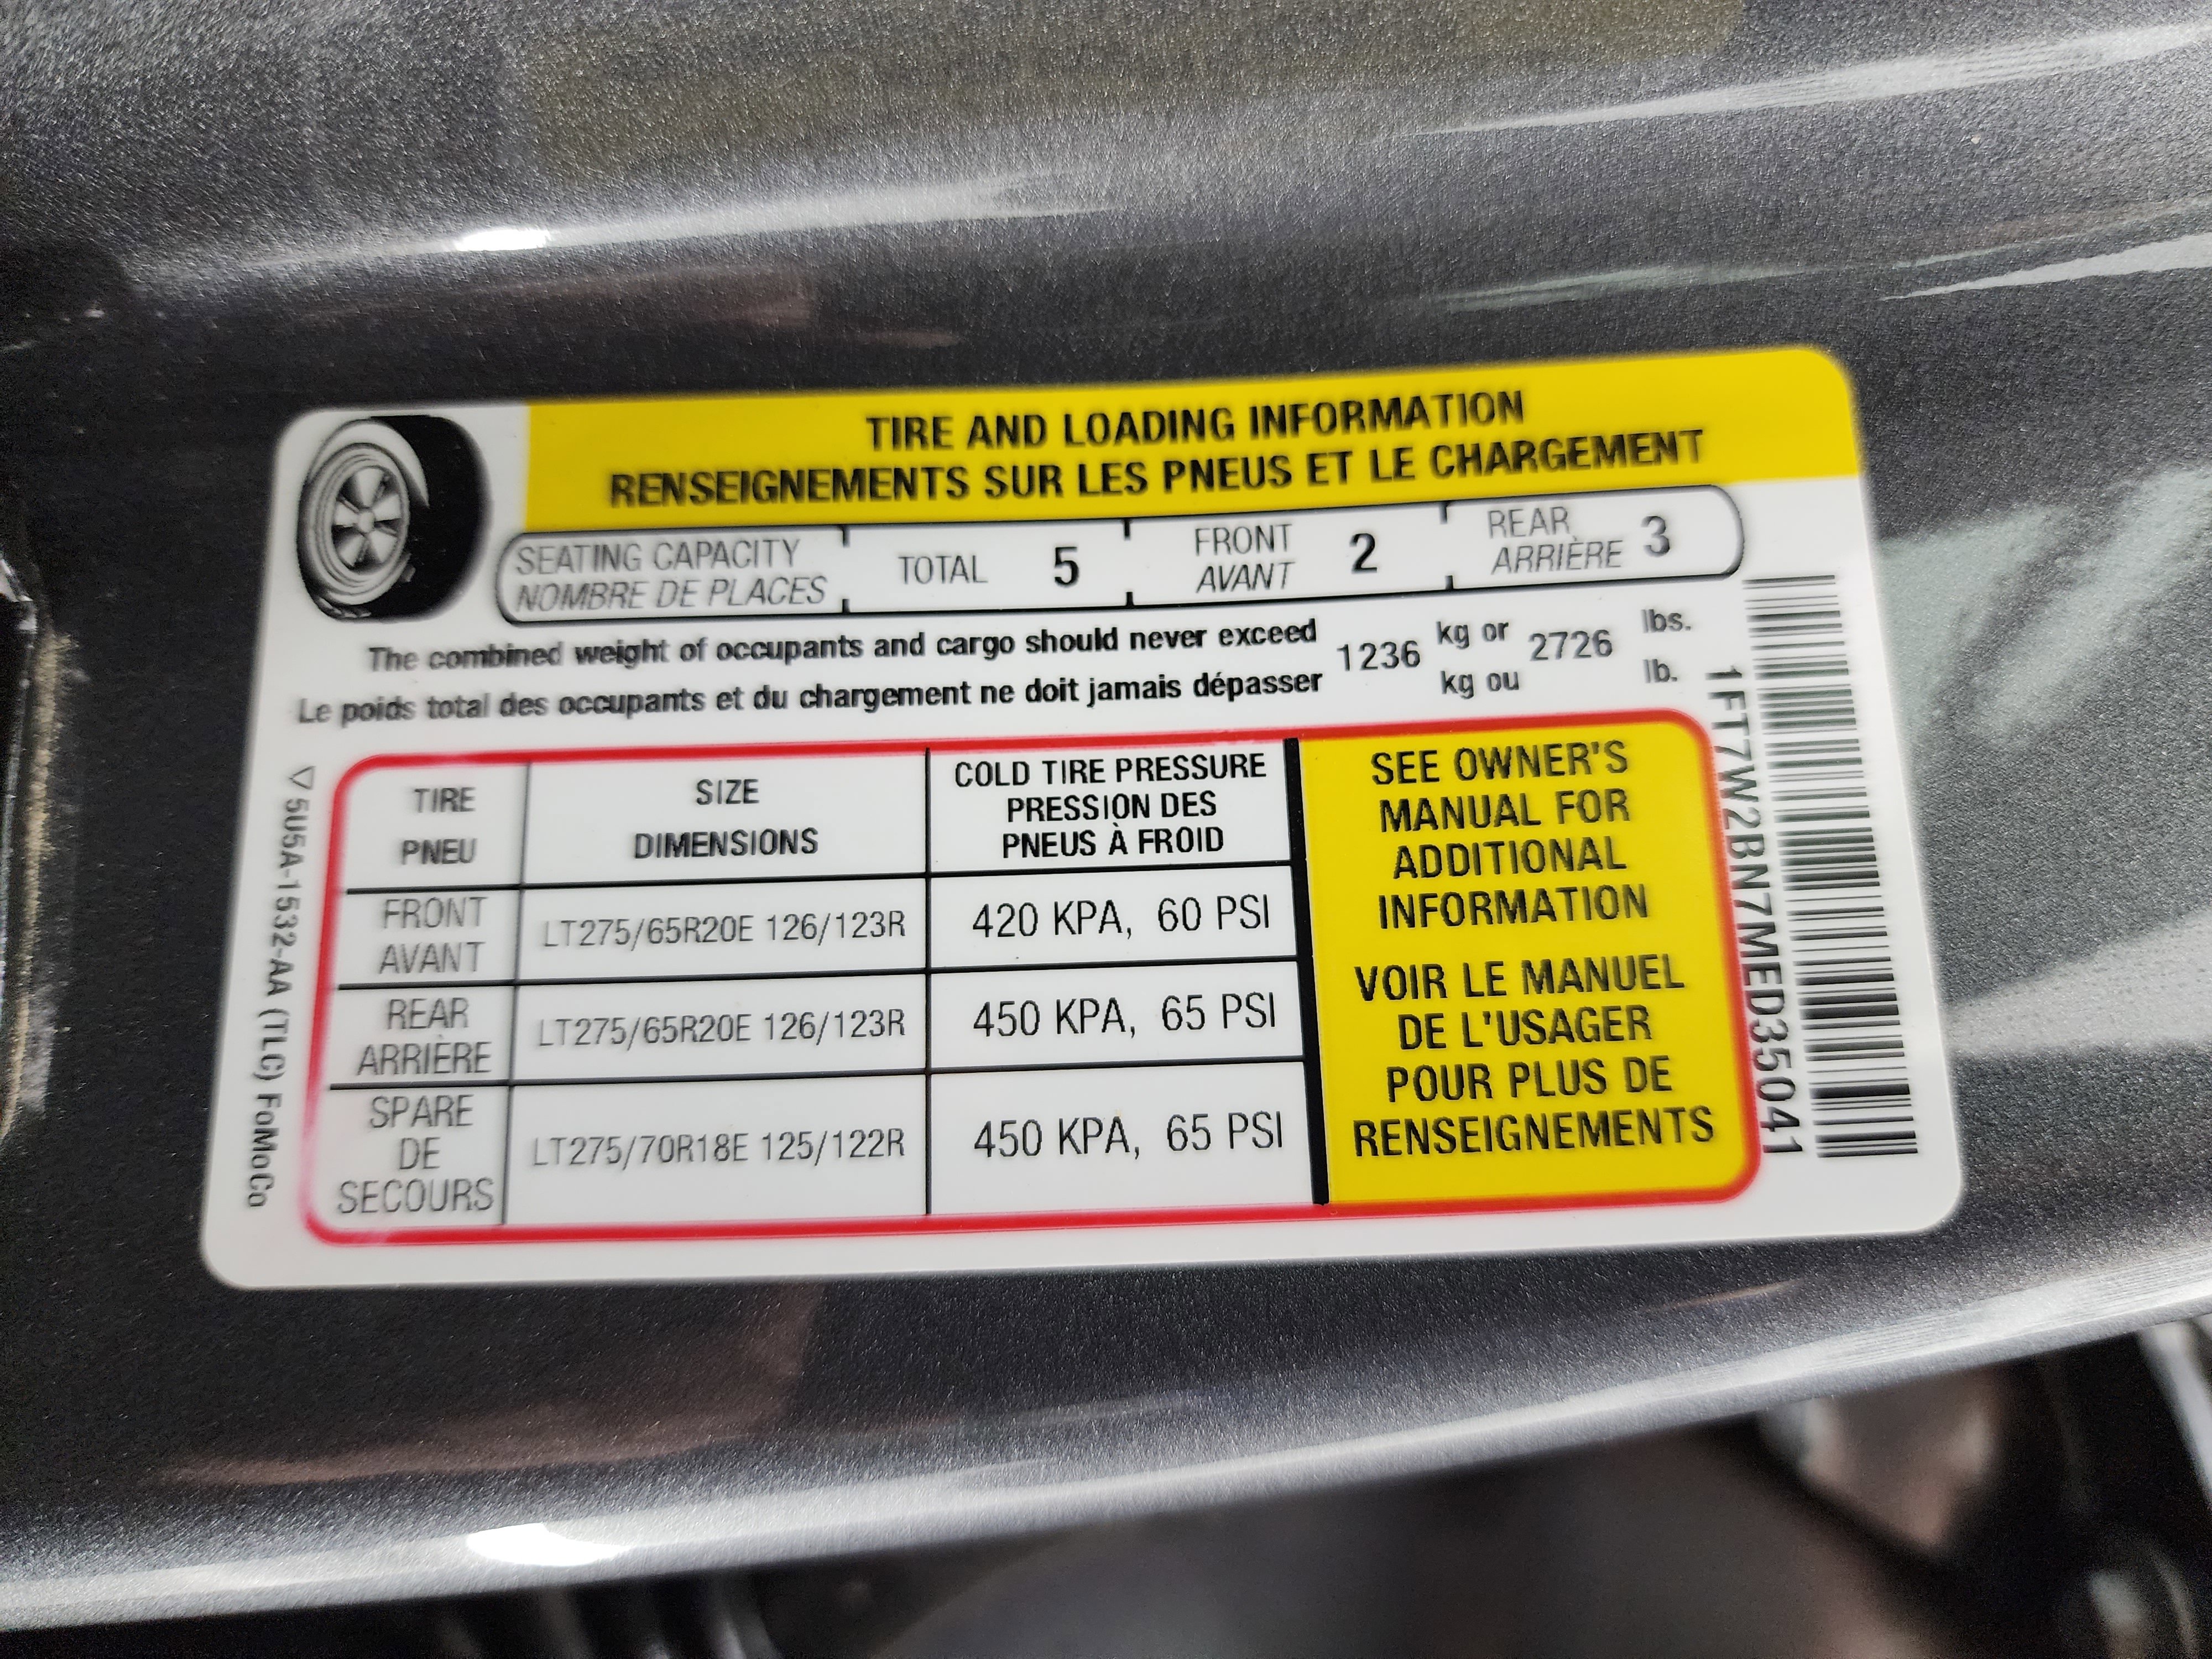 TIRE AND LOADING INFORMATION
RENSEIGNEMENTS SUR LES PNEUS ET LE CHARGEMENT
SEATING CAPACITY
NOMBRE DE PLACES
TOTAL 5
FRONT
AVANT
2
REAR
ARRIÈRE
3
The combined weight of occupants and cargo should never exceed
Le poids total des occupants et du chargement ne doit jamais dépasser
1236
kg or
kg ou
2726
lbs.
lb.
TIRE
PNEU
SIZE
DIMENSIONS
COLD TIRE PRESSURE
PRESSION DES
PNEUS À FROID
FRONT
AVANT
LT275/65R20E 126/123R
420 KPA, 60 PSI
REAR
ARRIÈRE
LT275/65R20E 126/123R
450 KPA, 65 PSI
SPARE
DE
SECOURS
LT275/70R18E 125/122R
450 KPA, 65 PSI
SEE OWNER'S
MANUAL FOR
ADDITIONAL
INFORMATION
VOIR LE MANUEL
DE L'USAGER
POUR PLUS DE
RENSEIGNEMENTS
1FT7W2BN7MED35041
▽5U5A-1532-AA (TLC) FoMoCo